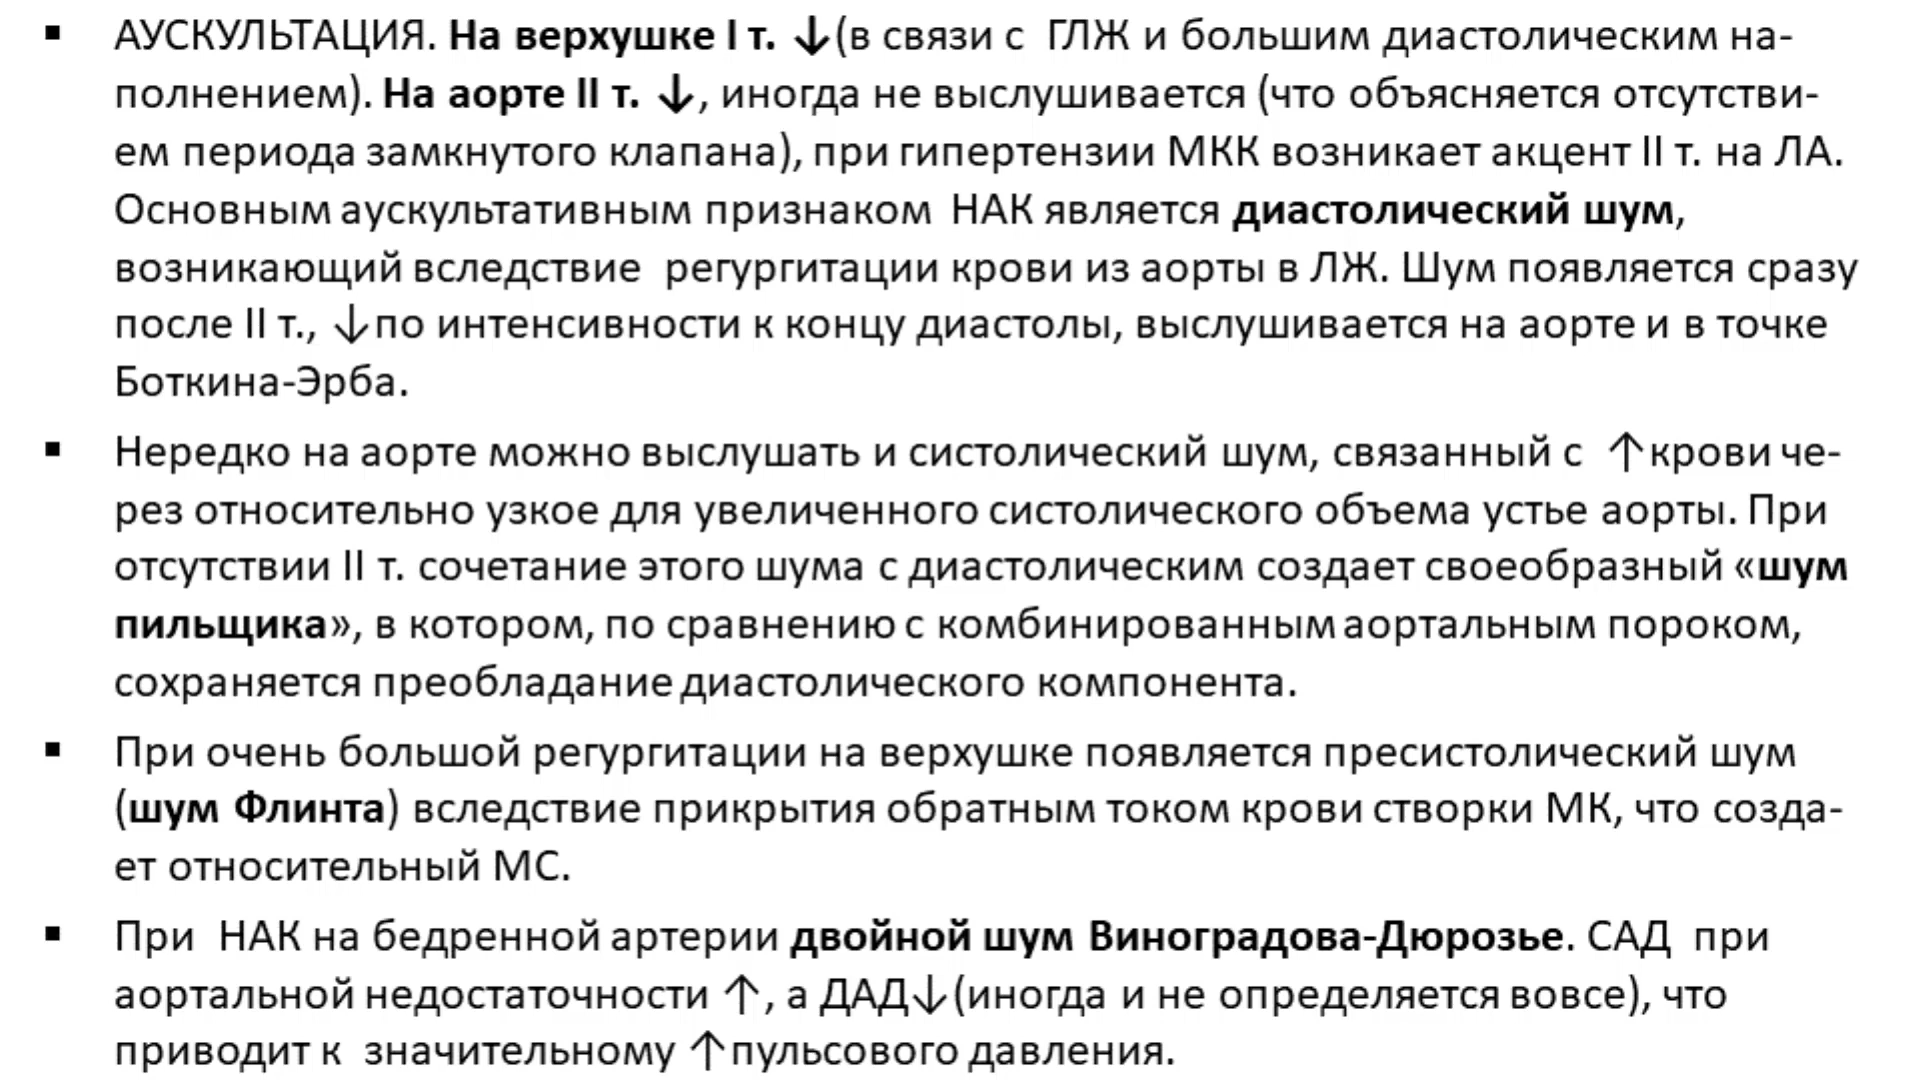 ▪ АУСКУЛЬТАЦИЯ. На верхушке I т. ↓(в связи с ГЛЖ и большим диастолическим на-
полнением). На аорте II т. ↓, иногда не выслушивается (что объясняется отсутстви-
ем периода замкнутого клапана), при гипертензии МКК возникает акцент II т. на ЛА.
Основным аускультативным признаком НАК является диастолический шум,
возникающий вследствие регургитации крови из аорты в ЛЖ. Шум появляется сразу
после II т., ↓по интенсивности к концу диастолы, выслушивается на аорте и в точке
Боткина-Эрба.
▪ Нередко на аорте можно выслушать и систолический шум, связанный с ↑крови че-
рез относительно узкое для увеличенного систолического объема устье аорты. При
отсутствии II т. сочетание этого шума с диастолическим создает своеобразный «шум
пильщика», в котором, по сравнению с комбинированным аортальным пороком,
сохраняется преобладание диастолического компонента.
▪ При очень большой регургитации на верхушке появляется пресистолический шум
(шум Флинта) вследствие прикрытия обратным током крови створки МК, что созда-
ет относительный МС.
▪ При НАК на бедренной артерии двойной шум Виноградова-Дюрозье. САД при
аортальной недостаточности ↑, а ДАД↓(иногда и не определяется вовсе), что
приводит к значительному ↑пульсового давления.